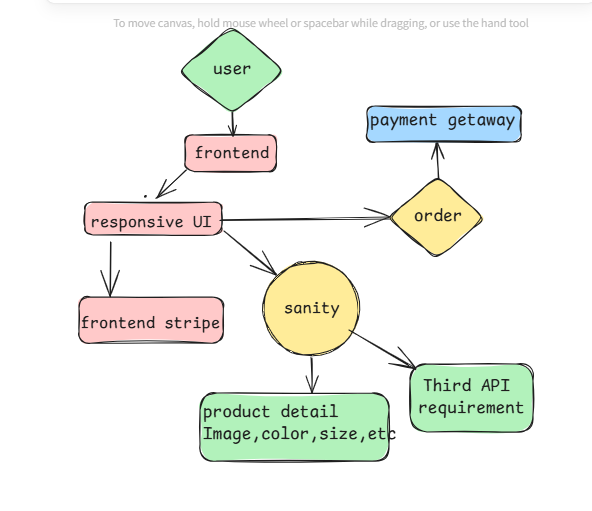 To move canvas, hold mouse wheel or spacebar while dragging, or use the hand tool
user
payment getaway
frontend
order
responsive UI
sanity
frontend stripe
Third API
requirement
product detail
Image,color,size,etc